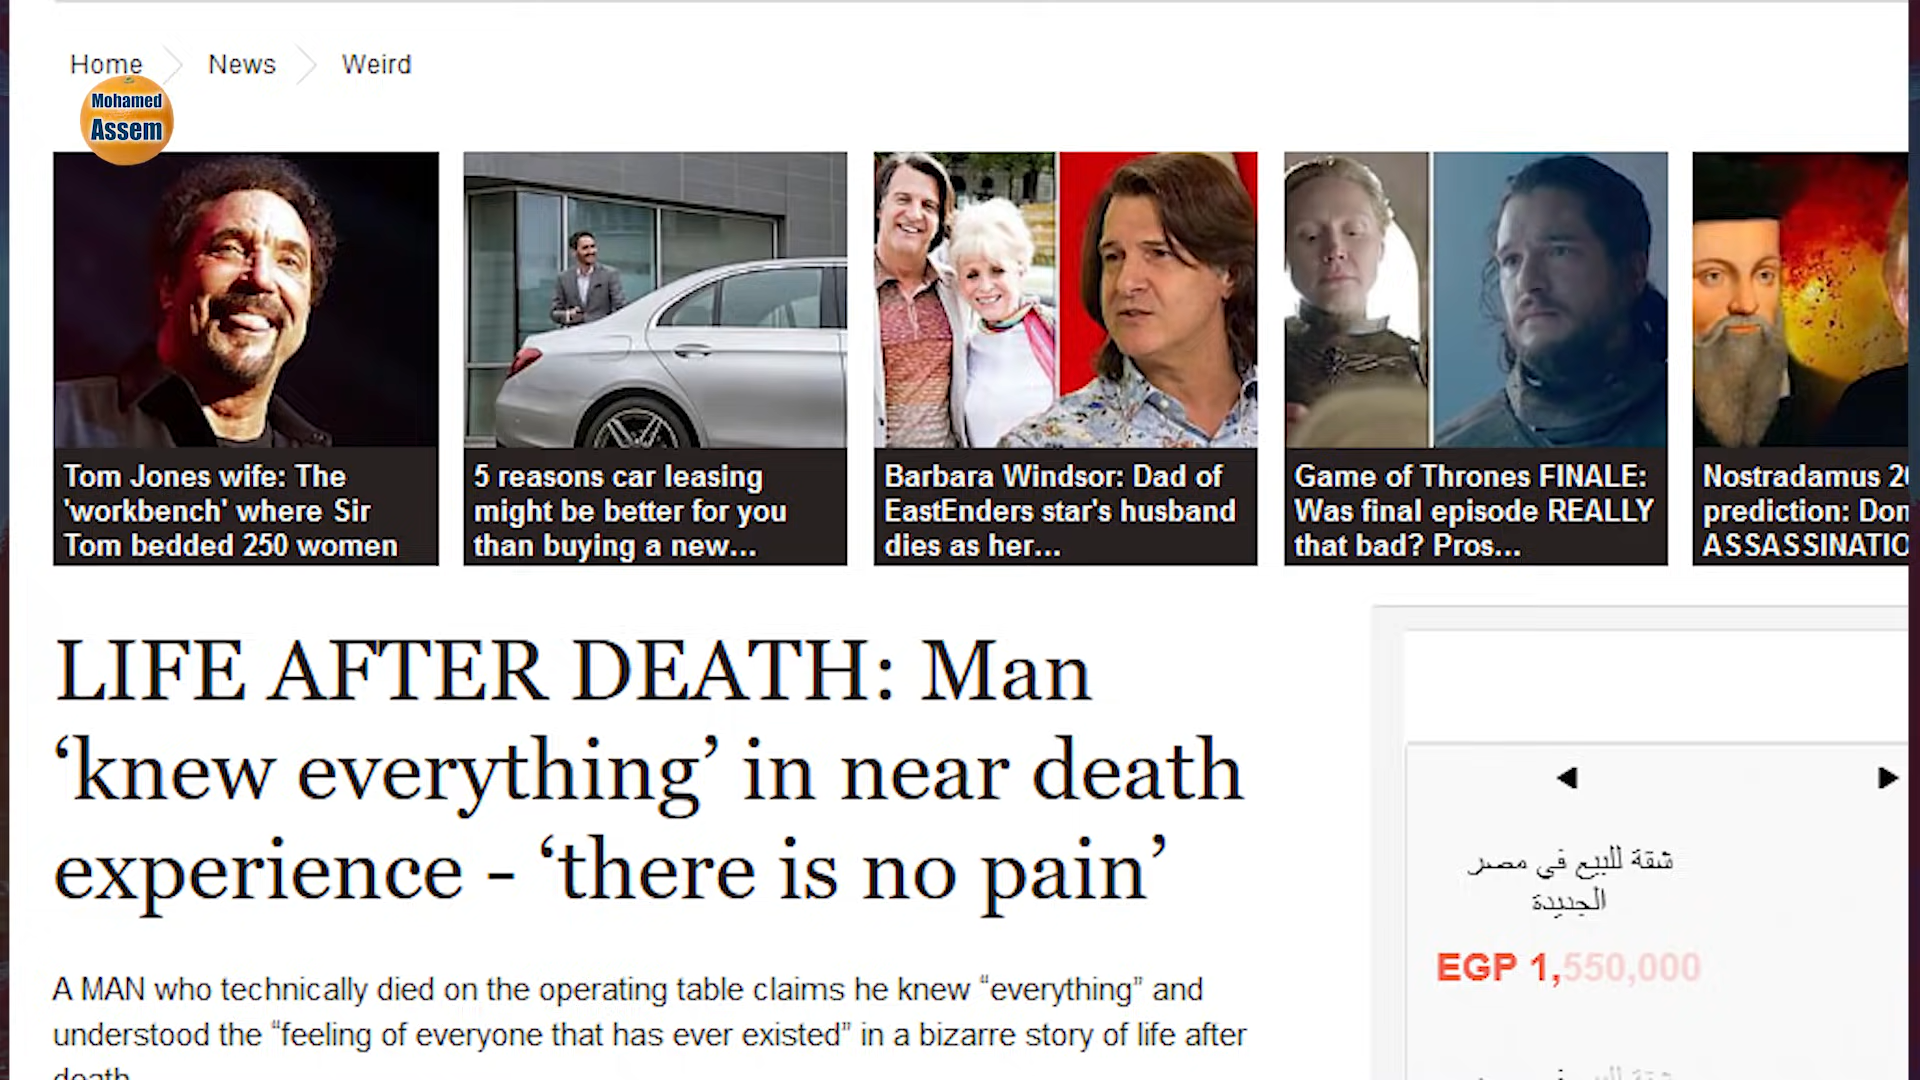 Home
News
Weird
Mohamed
Assem
Tom Jones wife: The
'workbench' where Sir
Tom bedded 250 women
5 reasons car leasing
might be better for you
than buying a new...
Barbara Windsor: Dad of
EastEnders star's husband
dies as her...
Game of Thrones FINALE:
Was final episode REALLY
that bad? Pros...
Nostradamus
prediction:
LIFE AFTER DEATH: Man
‘knew everything’ in near death
experience - ‘there is no pain’
A MAN who technically died on the operating table claims he knew “everything” and
understood the “feeling of everyone that has ever existed” in a bizarre story of life after
death
شقة للبيع في مصر
الجديدة
EGP 1,550,000